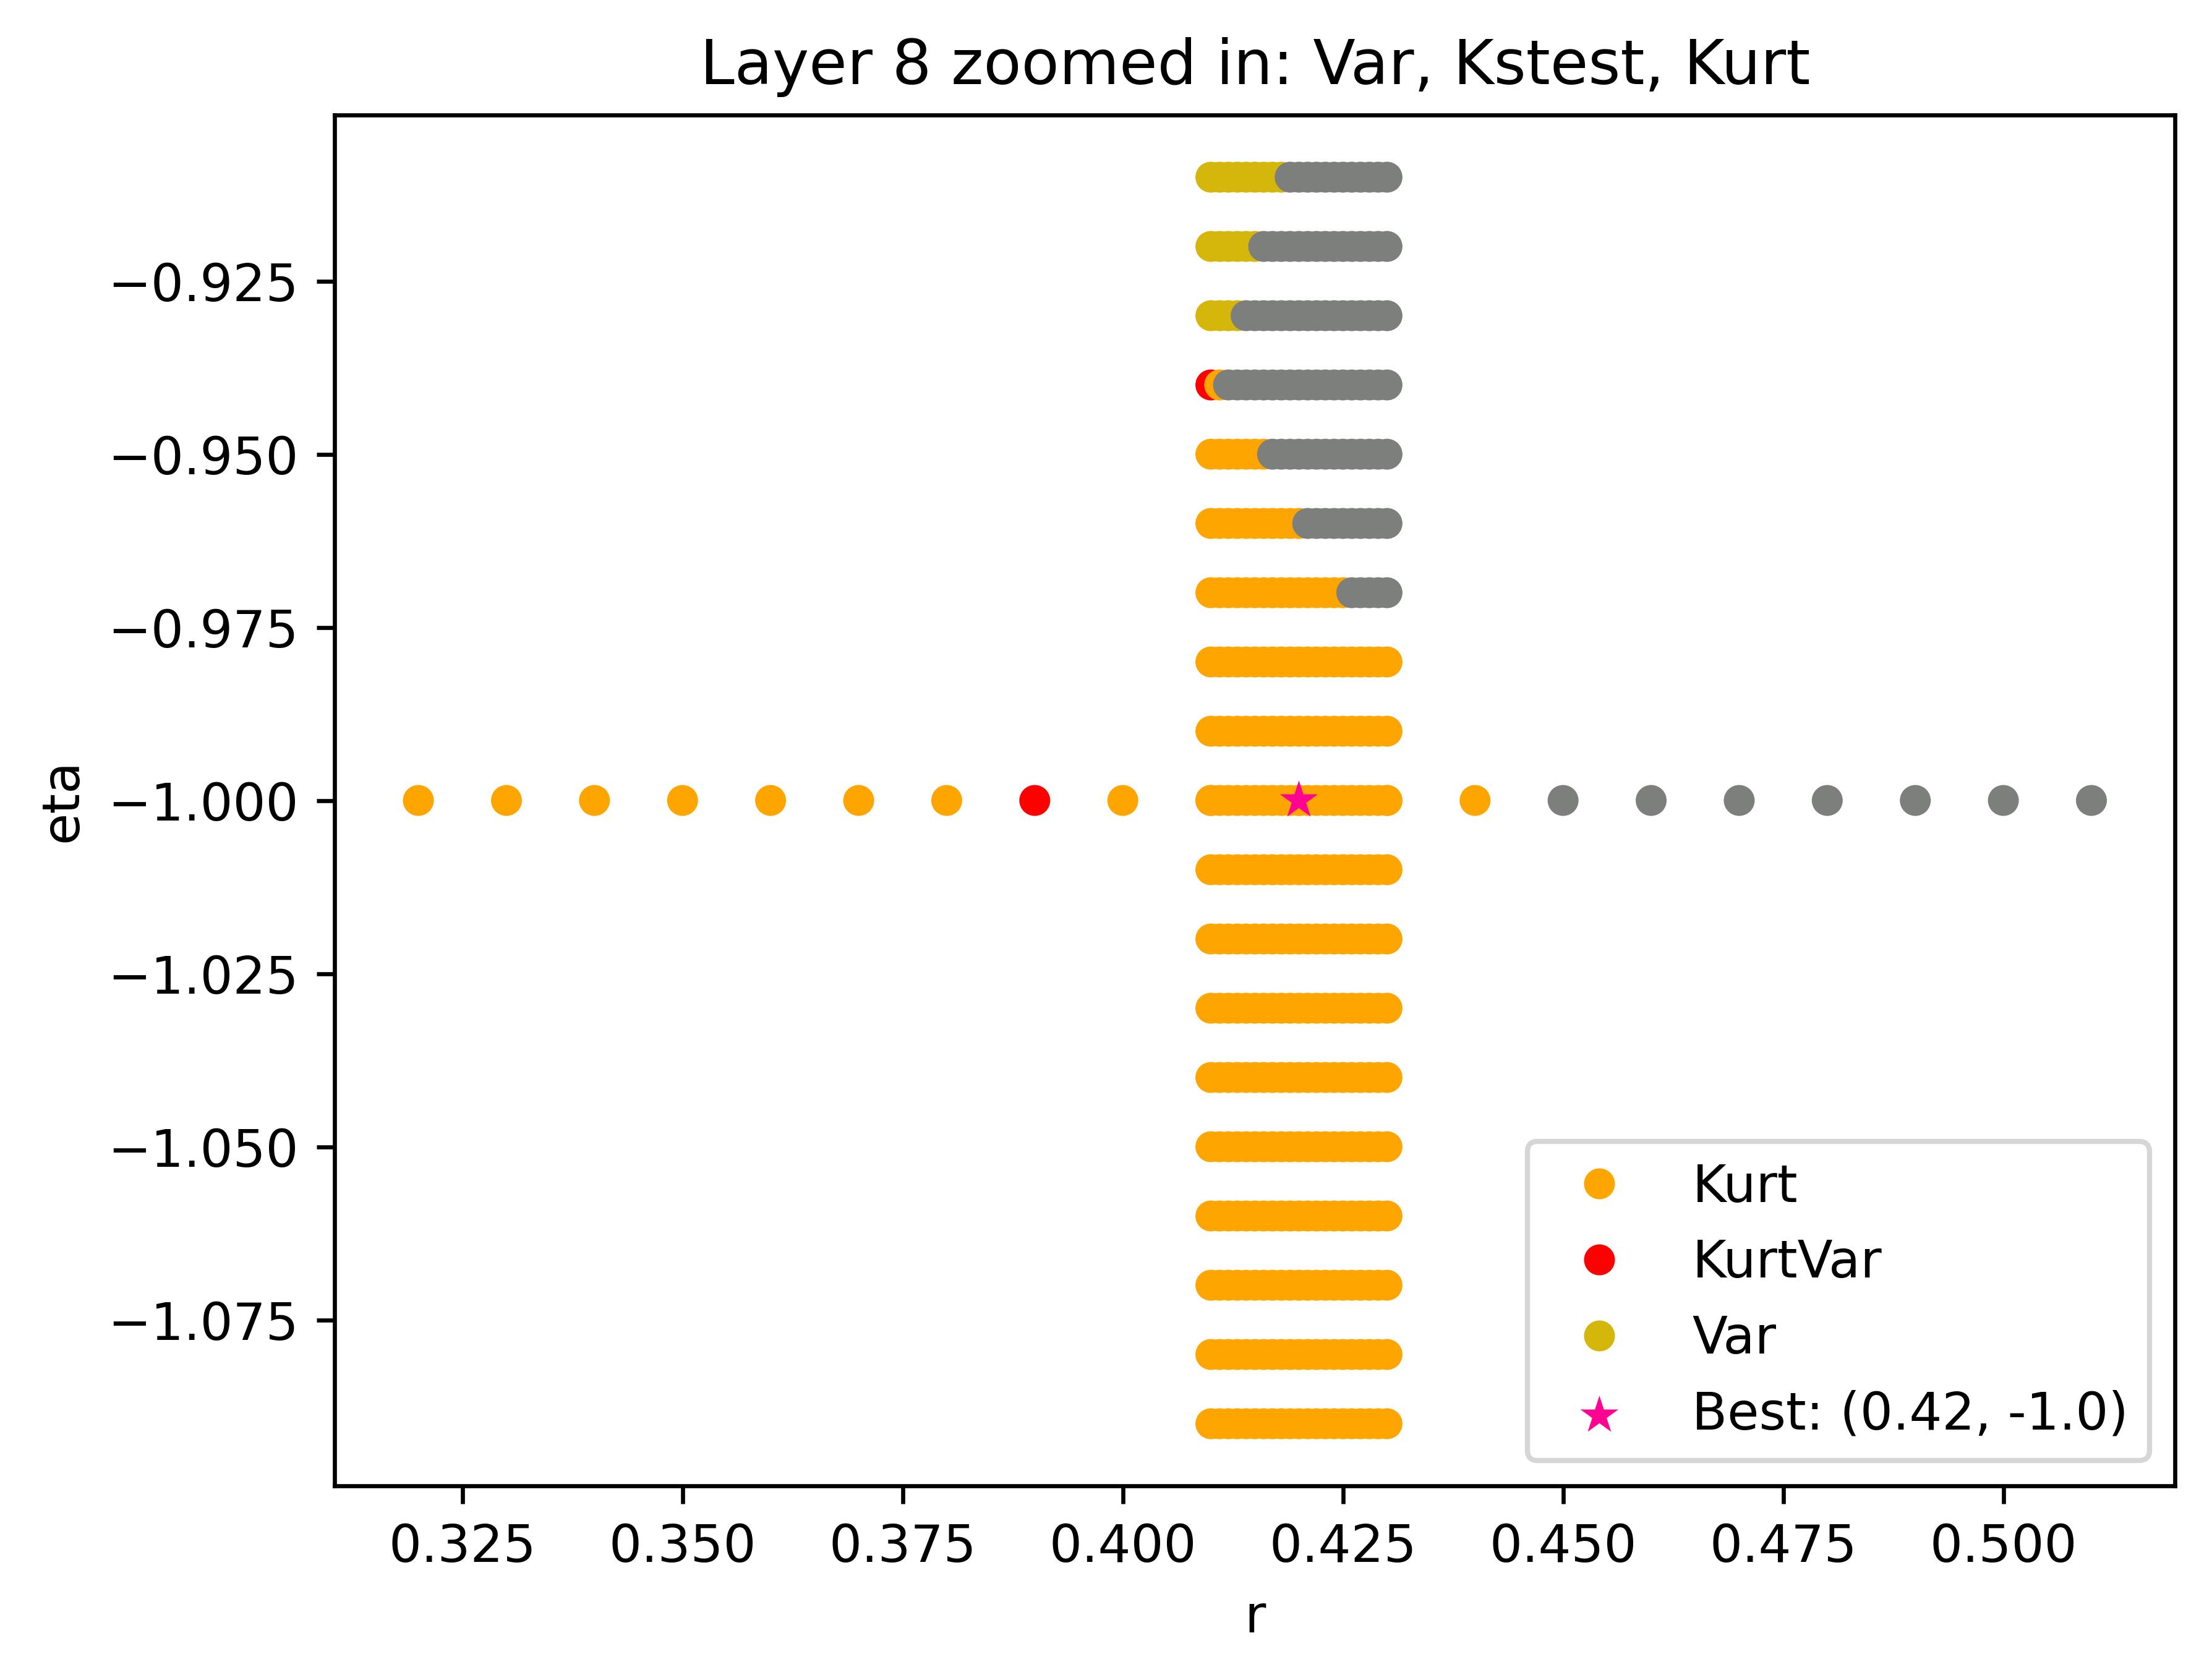 Layer 8 zoomed in: Var, Kstest, Kurt
−0.925
−0.950
−0.975
−1.000
−1.025
−1.050
−1.075
eta
Kurt
KurtVar
Var
Best: (0.42, -1.0)
0.325 0.350 0.375 0.400 0.425 0.450 0.475 0.500
r